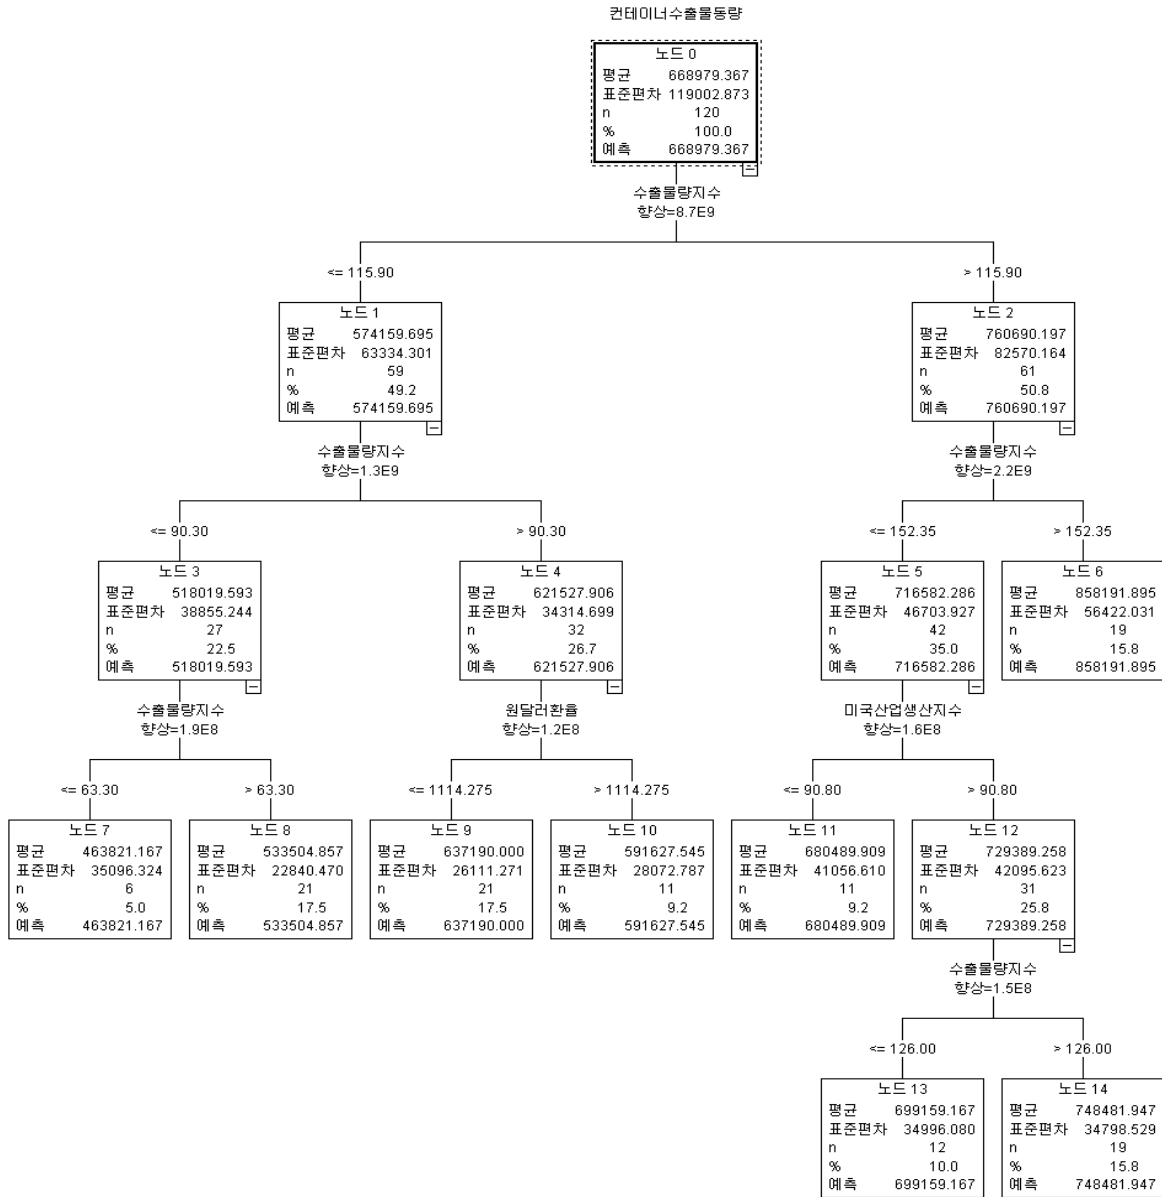 컨테이너수출물동량
노드 0
평균 668979.367
표준편차 119002.873
n 120
% 100.0
예측 668979.367
수출물량지수
향상=8.7E9
<= 115.90
> 115.90
노드 1
평균 574159.695
표준편차 63334.301
n 59
% 49.2
예측 574159.695
노드 2
평균 760690.197
표준편차 82570.164
n 61
% 50.8
예측 760690.197
수출물량지수
향상=1.3E9
수출물량지수
향상=2.2E9
<= 90.30
> 90.30
<= 152.35
> 152.35
노드 3
평균 518019.593
표준편차 38855.244
n 27
% 22.5
예측 518019.593
노드 4
평균 621527.906
표준편차 34314.699
n 32
% 26.7
예측 621527.906
노드 5
평균 716582.286
표준편차 46703.927
n 42
% 35.0
예측 716582.286
노드 6
평균 858191.895
표준편차 56422.031
n 19
% 15.8
예측 858191.895
수출물량지수
향상=1.9E8
원달러환율
향상=1.2E8
미국산업생산지수
향상=1.6E8
<= 63.30
> 63.30
<= 1114.275
> 1114.275
<= 90.80
> 90.80
노드 7
평균 463821.167
표준편차 35096.324
n 6
% 5.0
예측 463821.167
노드 8
평균 533504.857
표준편차 22840.470
n 21
% 17.5
예측 533504.857
노드 9
평균 637190.000
표준편차 26111.271
n 21
% 17.5
예측 637190.000
노드 10
평균 591627.545
표준편차 28072.787
n 11
% 9.2
예측 591627.545
노드 11
평균 680489.909
표준편차 41056.610
n 11
% 9.2
예측 680489.909
노드 12
평균 729389.258
표준편차 42095.623
n 31
% 25.8
예측 729389.258
수출물량지수
향상=1.5E8
<= 126.00
> 126.00
노드 13
평균 699159.167
표준편차 34996.080
n 12
% 10.0
예측 699159.167
노드 14
평균 748481.947
표준편차 34798.529
n 19
% 15.8
예측 748481.947